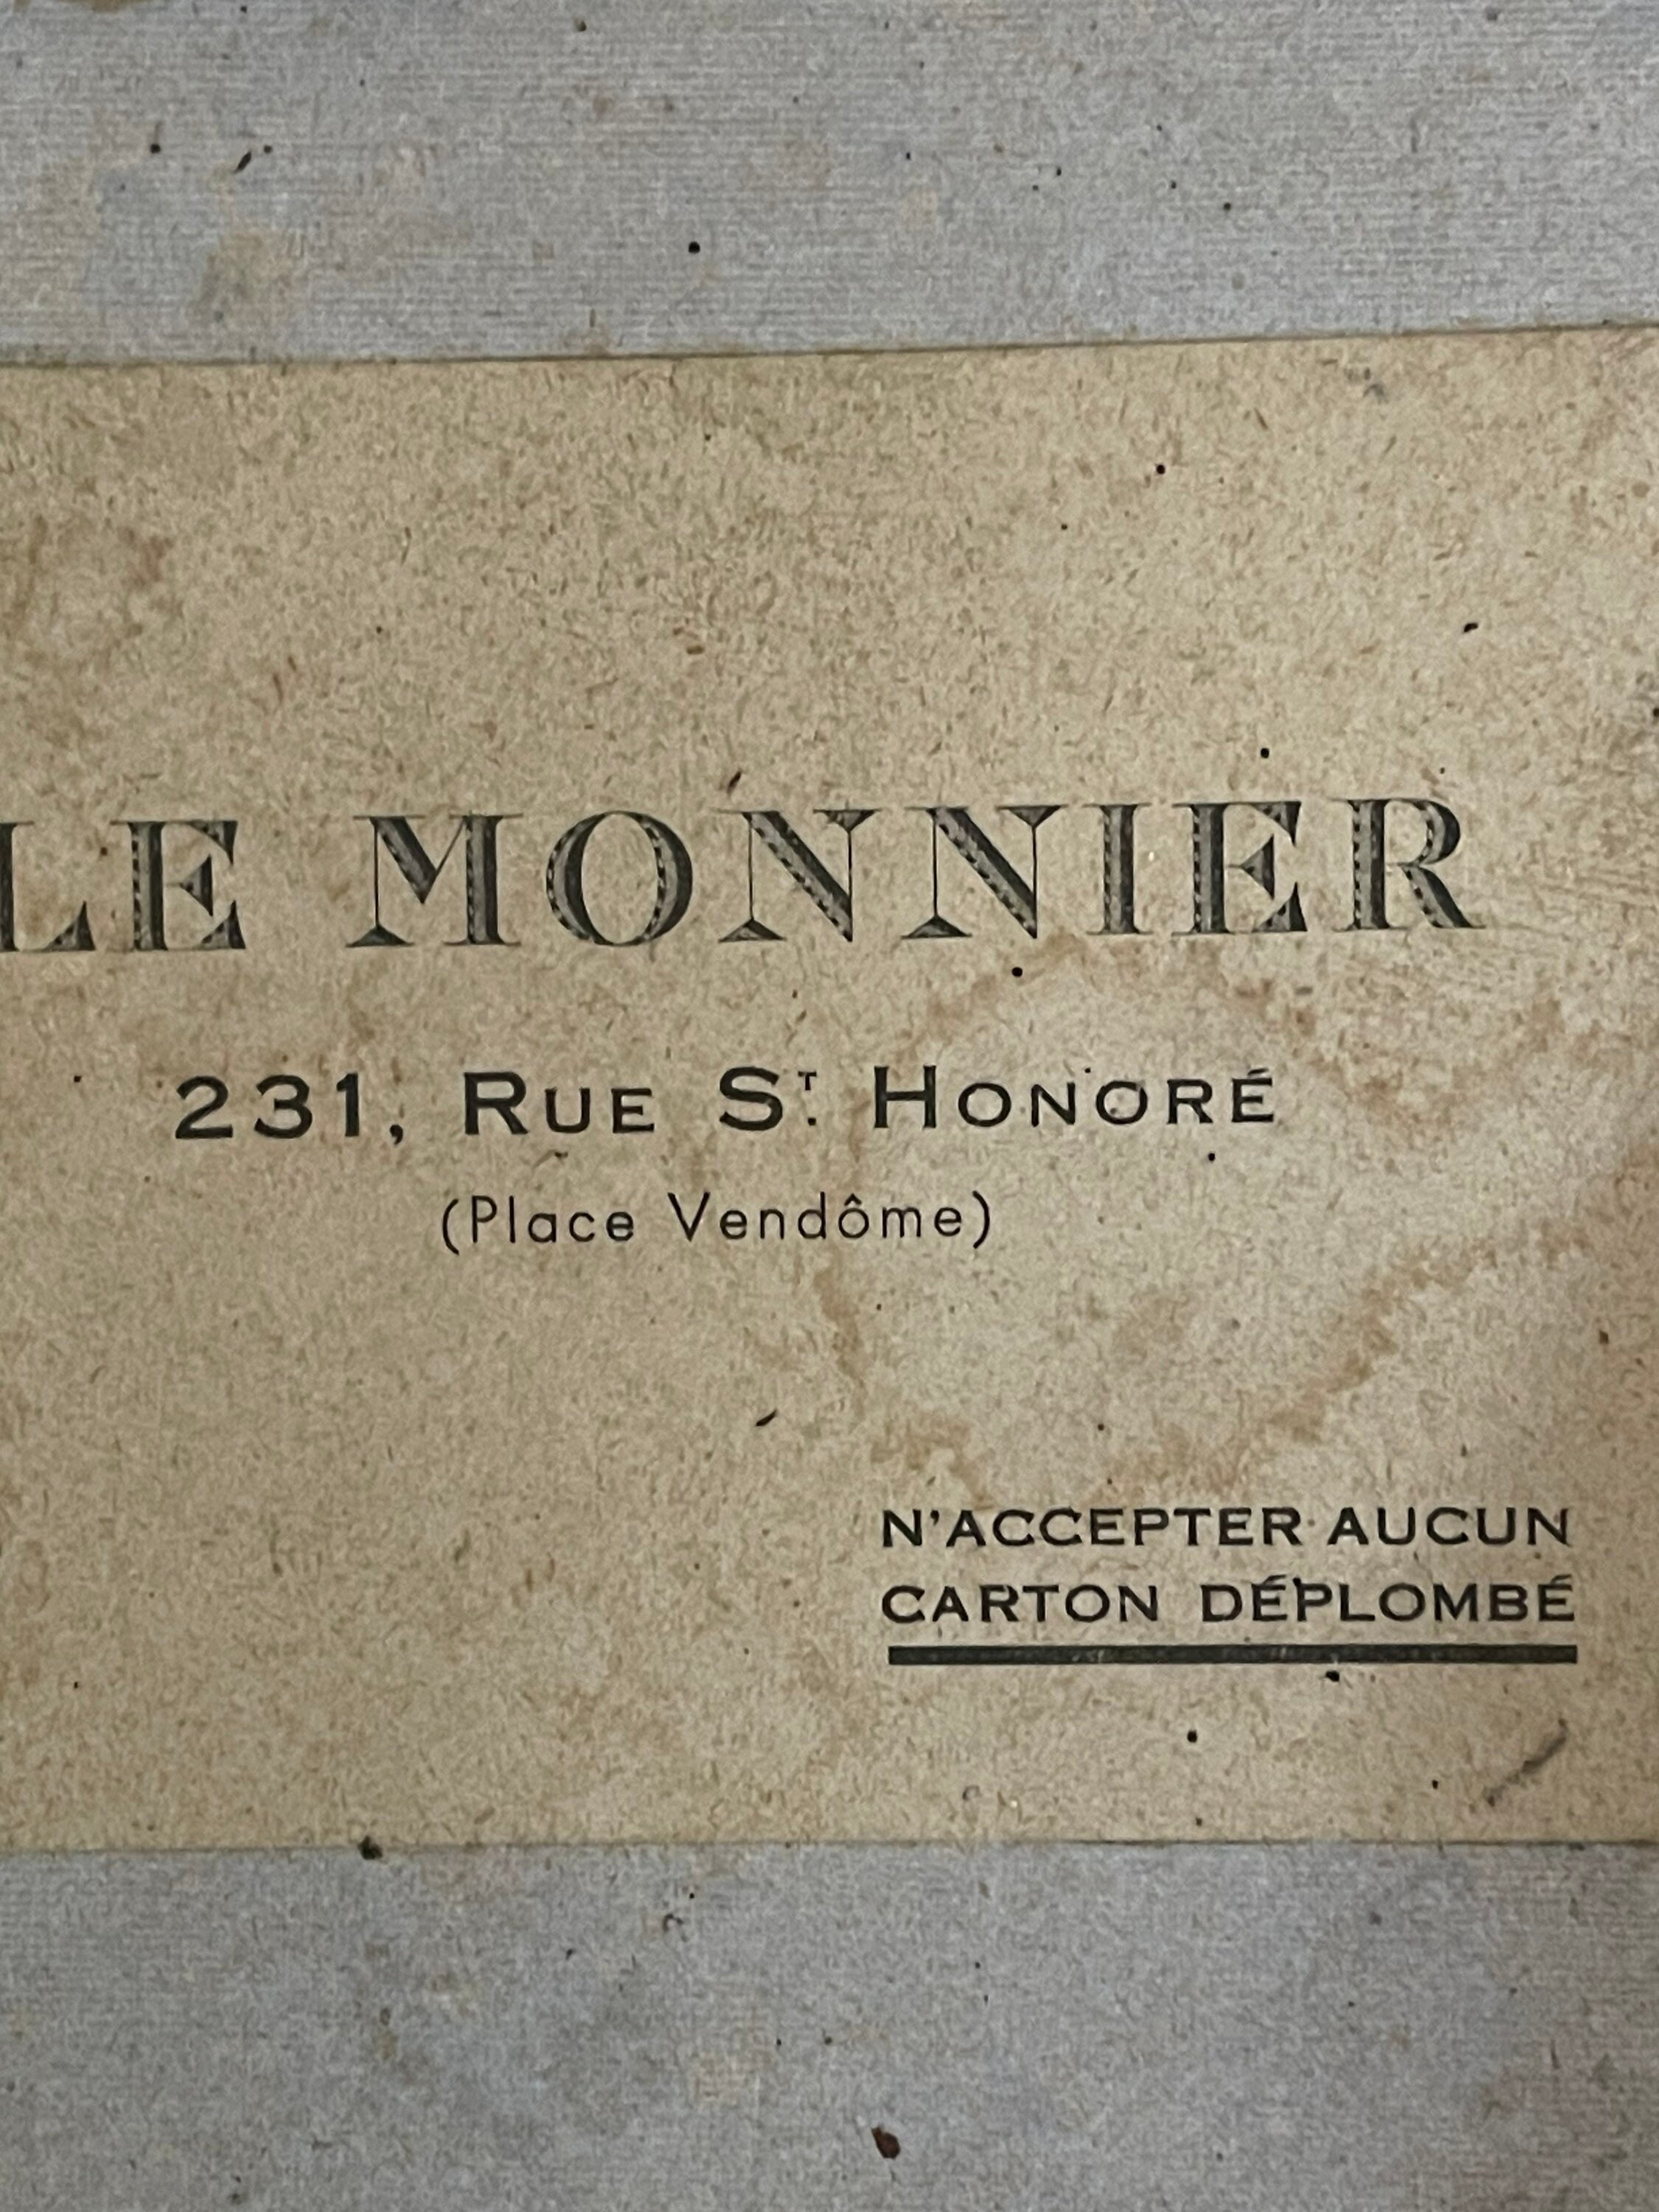 LE MONNIER
231, RUE ST. HONORÉ
(Place Vendôme)
N'ACCEPTER AUCUN
CARTON DÉPLOMBÉ